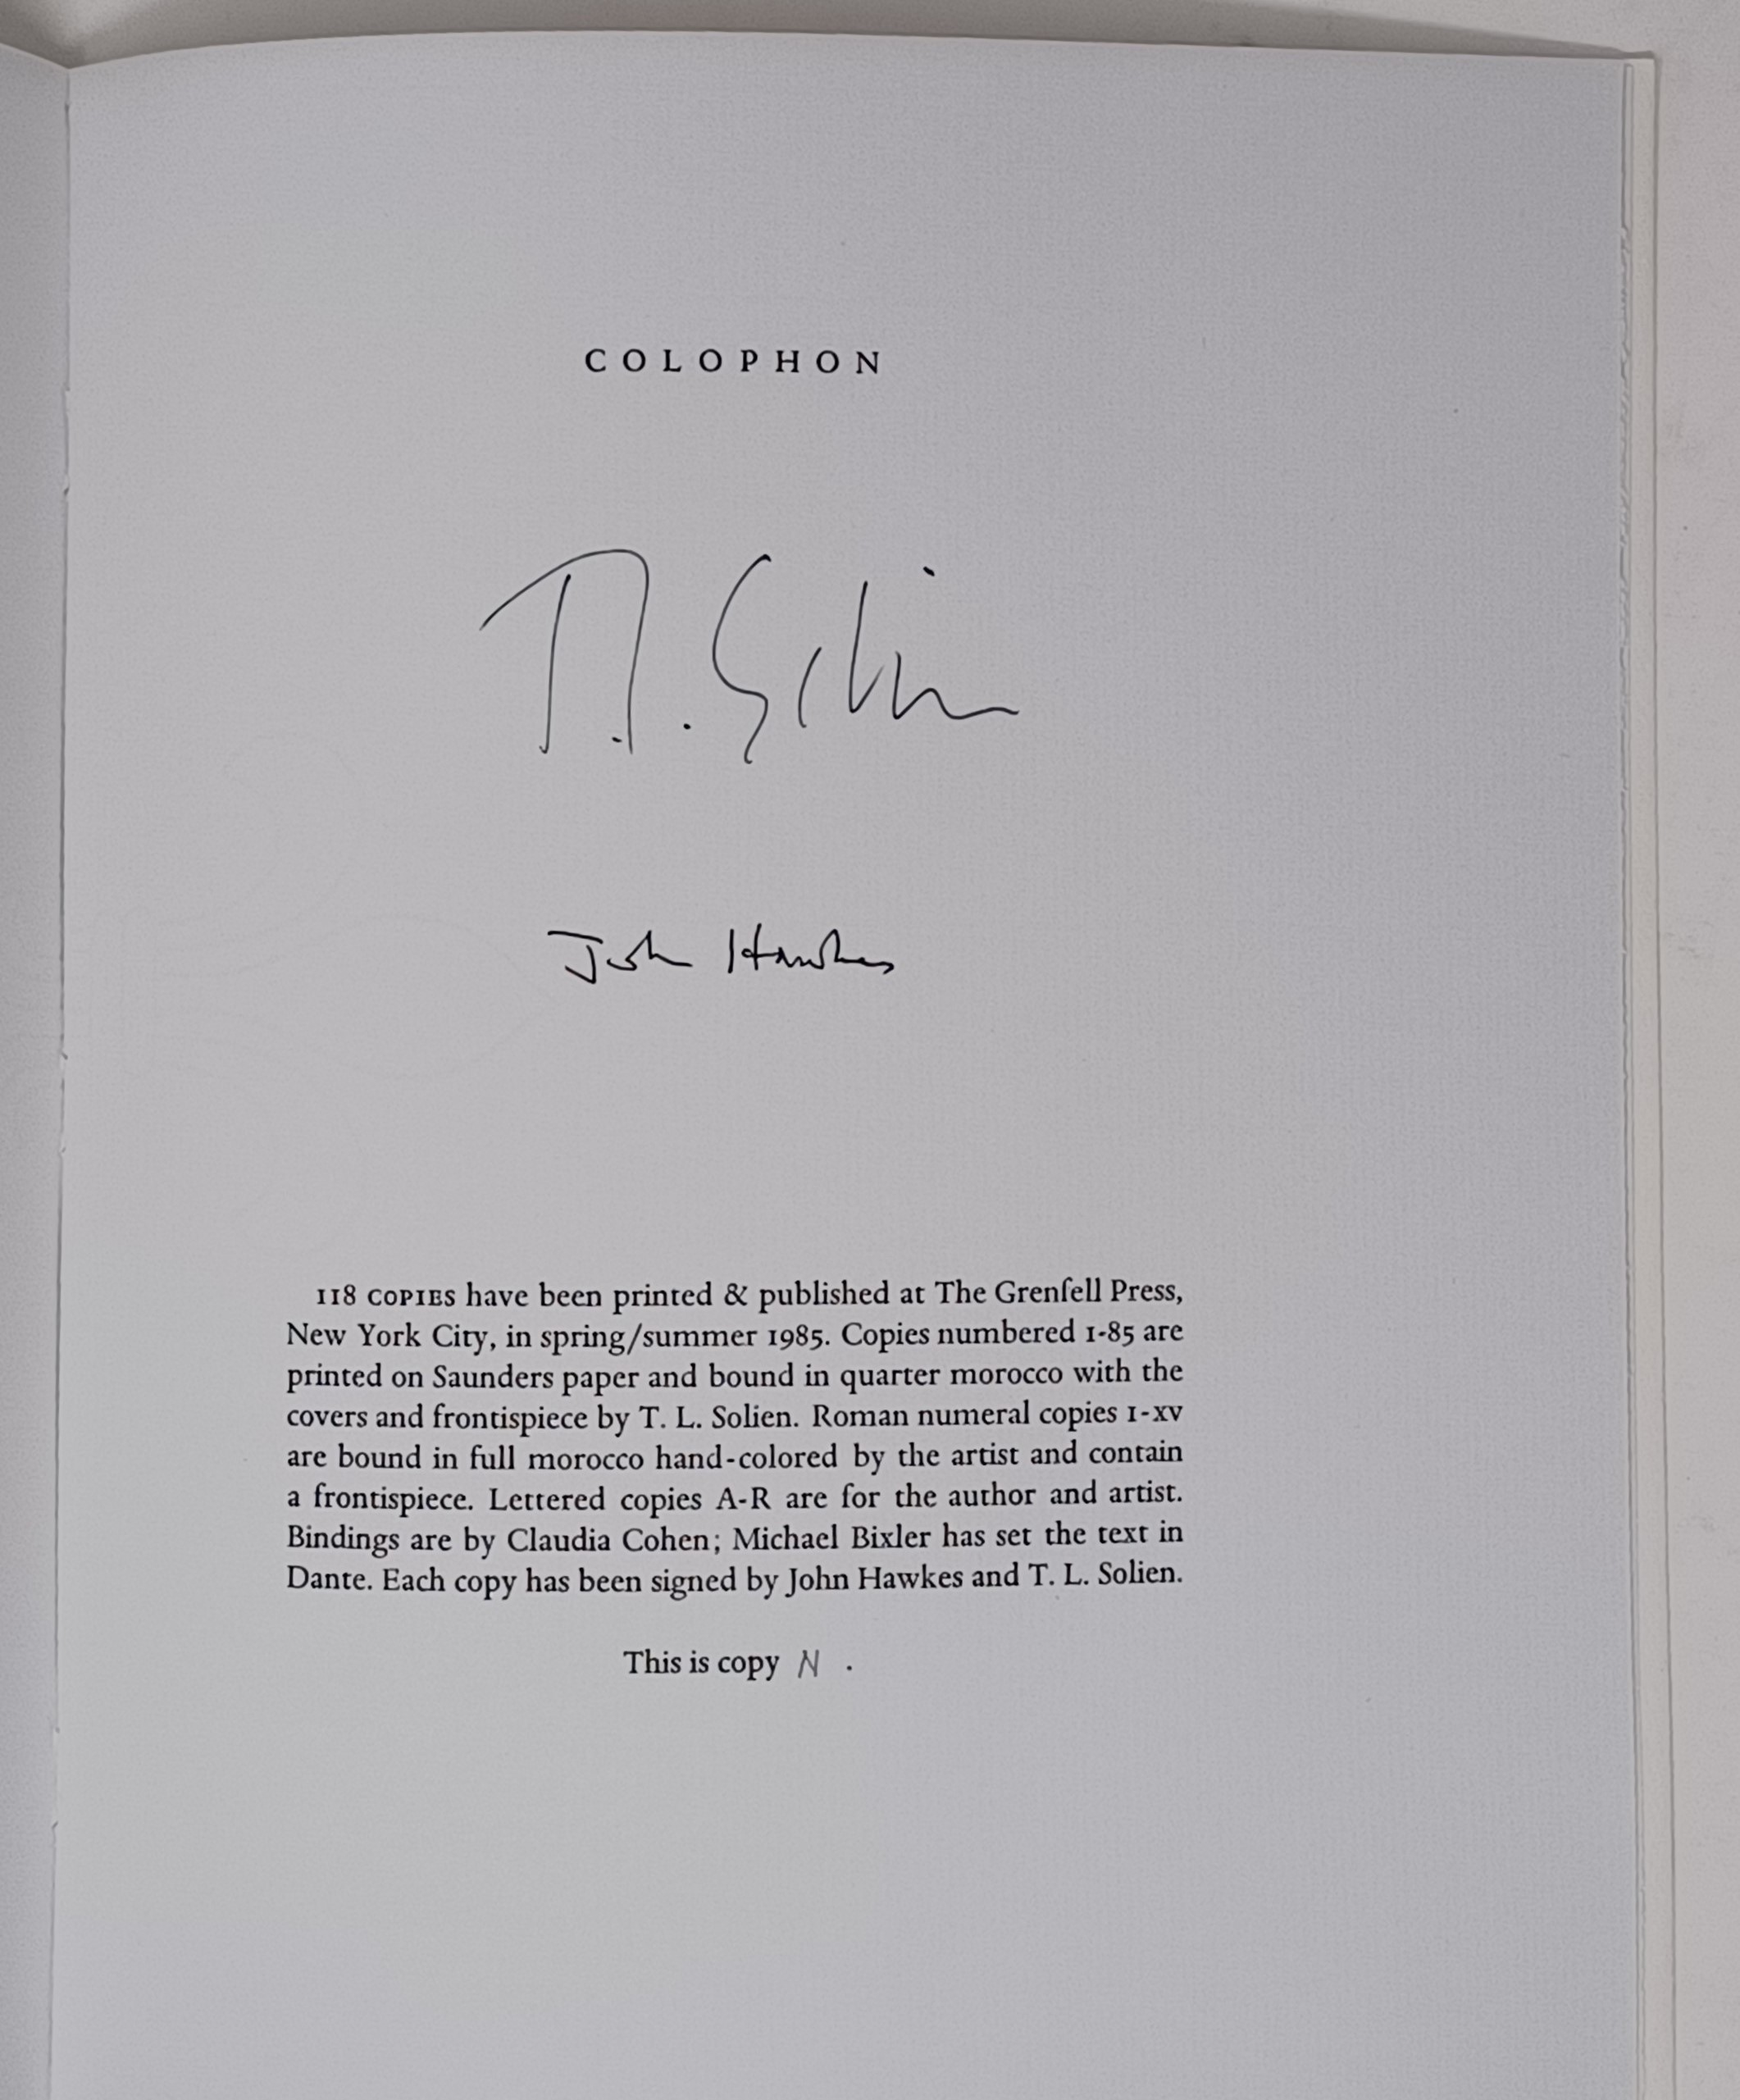 COLOPHON
T. L. Solien
John Hawkes
118 COPIES have been printed & published at The Grenfell Press,
New York City, in spring/summer 1985. Copies numbered 1-85 are
printed on Saunders paper and bound in quarter morocco with the
covers and frontispiece by T. L. Solien. Roman numeral copies I-XV
are bound in full morocco hand-colored by the artist and contain
a frontispiece. Lettered copies A-R are for the author and artist.
Bindings are by Claudia Cohen; Michael Bixler has set the text in
Dante. Each copy has been signed by John Hawkes and T. L. Solien.
This is copy N .